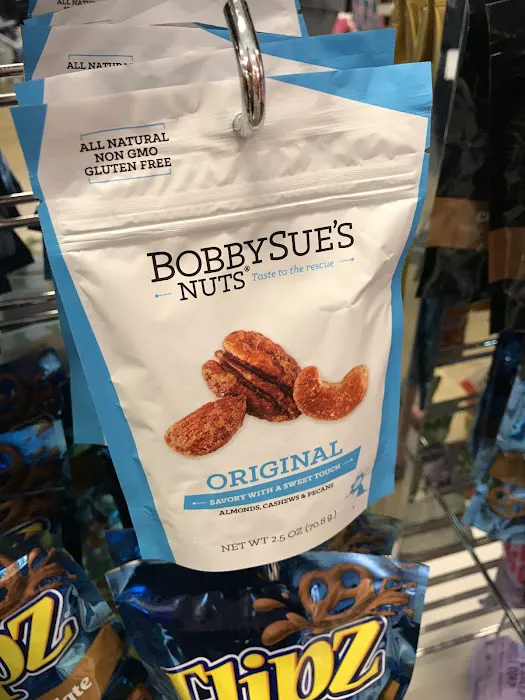 ALL NATURAL
ALL NATURAL
NON GMO
GLUTEN FREE
BOBBYSUE'S
NUTS® Taste to the rescue
ORIGINAL
SAVORY WITH A SWEET TOUCH
ALMONDS, CASHEWS & PECANS
NET WT 2.5 OZ (70.8 g)
Flipz